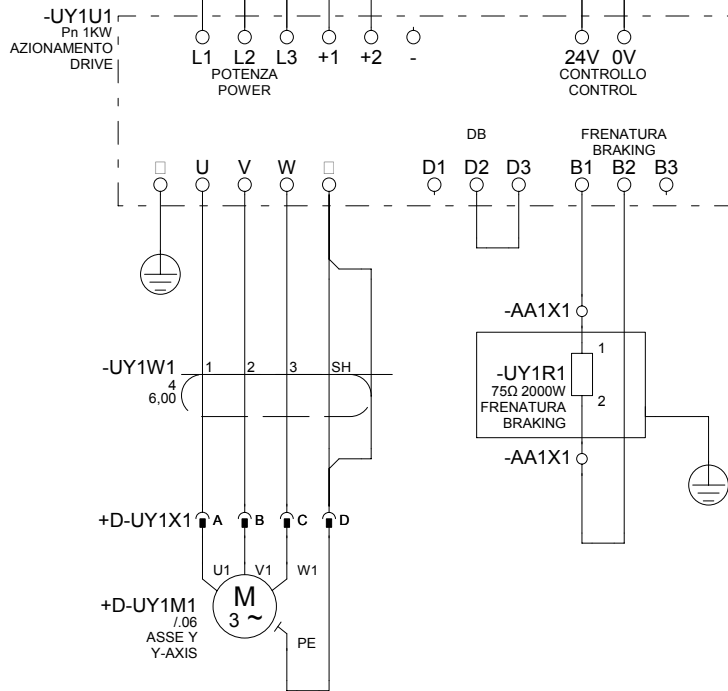 -UY1U1
Pn 1KW
AZIONAMENTO
DRIVE
L1 L2 L3 +1 +2 - 24V 0V
POTENZA
POWER
CONTROLLO
CONTROL
DB
FRENATURA
BRAKING
U V W D1 D2 D3 B1 B2 B3
-AA1X1
-UY1W1 1 2 3 SH
4
6,00
1
-UY1R1
75Ω 2000W
FRENATURA
BRAKING
2
-AA1X1
+D-UY1X1 A B C D
U1 V1 W1
+D-UY1M1
/.06
ASSE Y
Y-AXIS
M
3 ~
PE